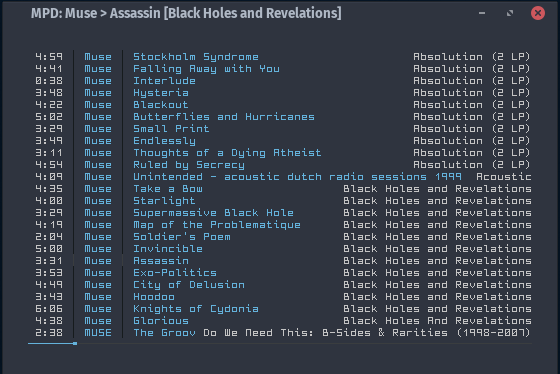 MPD: Muse > Assassin [Black Holes and Revelations]
4:59 Muse Stockholm Syndrome Absolution (2 LP)
4:41 Muse Falling Away with You Absolution (2 LP)
0:38 Muse Interlude Absolution (2 LP)
3:48 Muse Hysteria Absolution (2 LP)
4:22 Muse Blackout Absolution (2 LP)
5:02 Muse Butterflies and Hurricanes Absolution (2 LP)
3:29 Muse Small Print Absolution (2 LP)
3:49 Muse Endlessly Absolution (2 LP)
3:11 Muse Thoughts of a Dying Atheist Absolution (2 LP)
4:54 Muse Ruled by Secrecy Absolution (2 LP)
4:09 Muse Unintended - acoustic dutch radio sessions 1999 Acoustic
4:35 Muse Take a Bow Black Holes and Revelations
4:00 Muse Starlight Black Holes and Revelations
3:29 Muse Supermassive Black Hole Black Holes and Revelations
4:19 Muse Map of the Problematique Black Holes and Revelations
2:04 Muse Soldier's Poem Black Holes and Revelations
5:00 Muse Invincible Black Holes and Revelations
3:31 Muse Assassin Black Holes and Revelations
3:53 Muse Exo-Politics Black Holes and Revelations
4:49 Muse City of Delusion Black Holes and Revelations
3:43 Muse Hoodoo Black Holes and Revelations
6:06 Muse Knights of Cydonia Black Holes and Revelations
4:38 Muse Glorious Black Holes And Revelations
2:38 MUSE The Groov Do We Need This: B-Sides & Rarities (1998-2007)